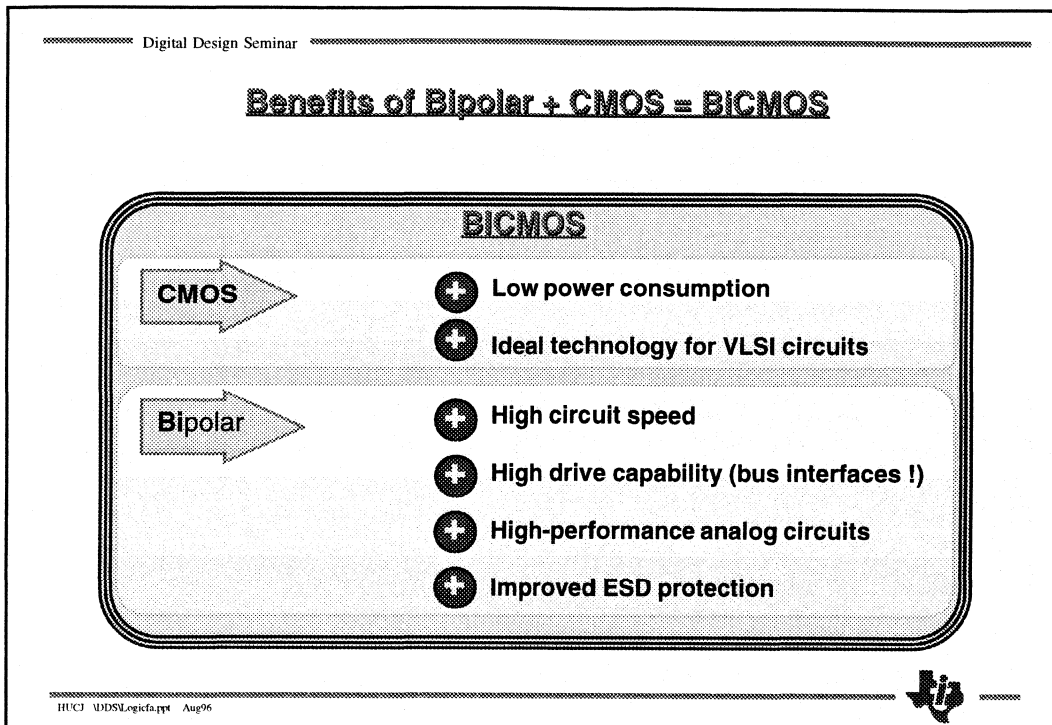 Digital Design Seminar
Benefits of Bipolar + CMOS = BiCMOS
BICMOS
CMOS
Low power consumption
Ideal technology for VLSI circuits
Bipolar
High circuit speed
High drive capability (bus interfaces !)
High-performance analog circuits
Improved ESD protection
HUCJ \DDS\Logicfa.ppt Aug96